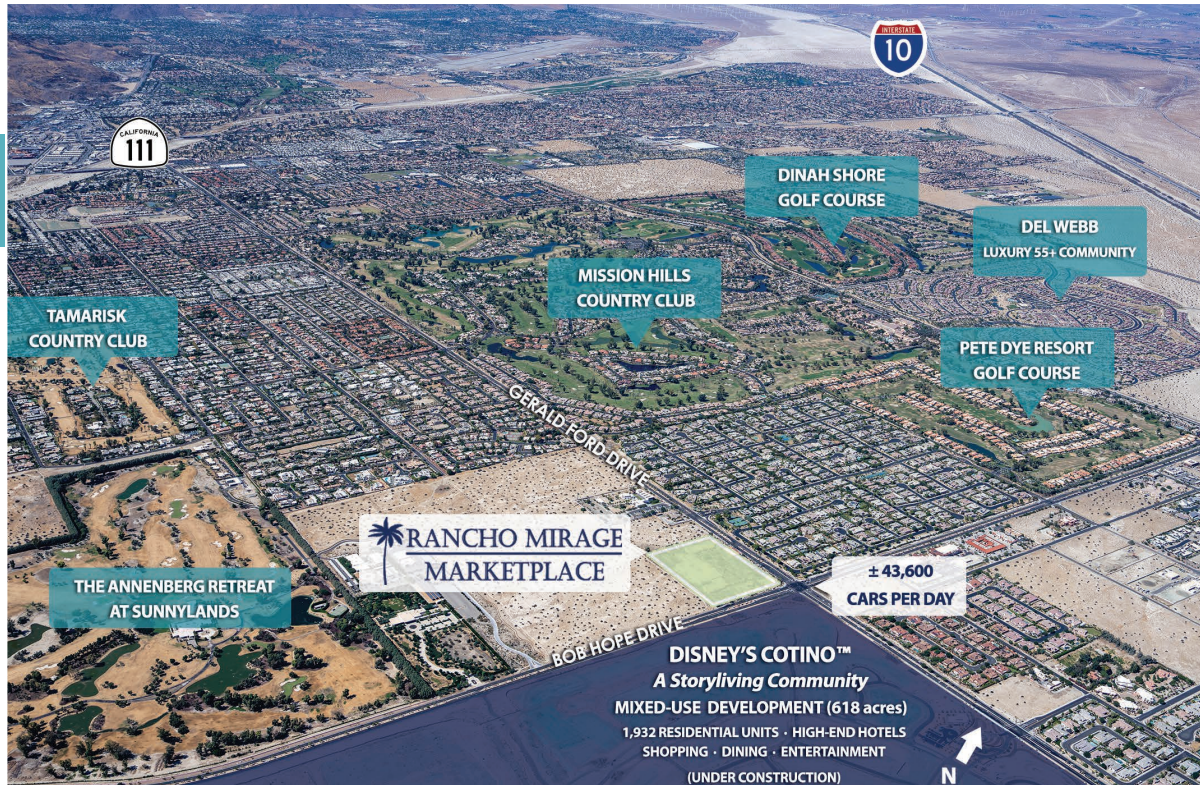 INTERSTATE
10
CALIFORNIA
111
DINAH SHORE
GOLF COURSE
DEL WEBB
LUXURY 55+ COMMUNITY
MISSION HILLS
COUNTRY CLUB
TAMARISK
COUNTRY CLUB
PETE DYE RESORT
GOLF COURSE
GERALD FORD DRIVE
RANCHO MIRAGE
MARKETPLACE
± 43,600
CARS PER DAY
THE ANNENBERG RETREAT
AT SUNNYLANDS
BOB HOPE DRIVE
DISNEY'S COTINO™
A Storyliving Community
MIXED-USE DEVELOPMENT (618 acres)
1,932 RESIDENTIAL UNITS · HIGH-END HOTELS
SHOPPING · DINING · ENTERTAINMENT
(UNDER CONSTRUCTION)
N